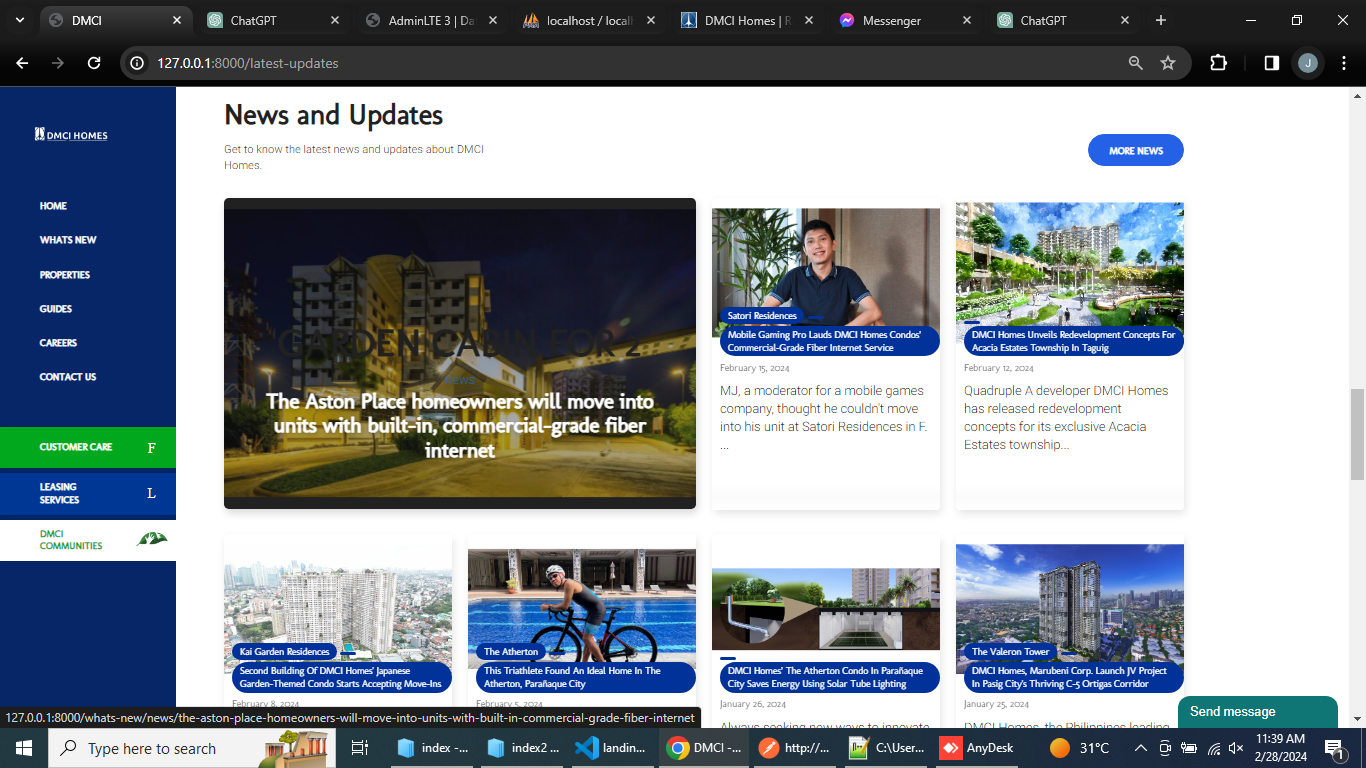 DMCI
ChatGPT
AdminLTE 3 | Da
localhost / local
DMCI Homes | R
Messenger
ChatGPT
127.0.0.1:8000/latest-updates
J
DMCI HOMES
HOME
WHATS NEW
PROPERTIES
GUIDES
CAREERS
CONTACT US
CUSTOMER CARE F
LEASING
SERVICES
L
DMCI
COMMUNITIES
News and Updates
Get to know the latest news and updates about DMCI
Homes.
MORE NEWS
GARDEN CABIN FOR 2
News
The Aston Place homeowners will move into
units with built-in, commercial-grade fiber
internet
Satori Residences
Mobile Gaming Pro Lauds DMCI Homes Condos'
Commercial-Grade Fiber Internet Service
February 15, 2024
MJ, a moderator for a mobile games
company, thought he couldn't move
into his unit at Satori Residences in F.
...
DMCI Homes Unveils Redevelopment Concepts For
Acacia Estates Township In Taguig
February 12, 2024
Quadruple A developer DMCI Homes
has released redevelopment
concepts for its exclusive Acacia
Estates township...
Kai Garden Residences
Second Building Of DMCI Homes' Japanese
Garden-Themed Condo Starts Accepting Move-Ins
February 8, 2024
The Atherton
This Triathlete Found An Ideal Home In The
Atherton, Parañaque City
February 5, 2024
DMCI Homes' The Atherton Condo In Parañaque
City Saves Energy Using Solar Tube Lighting
January 26, 2024
Always seeking new ways to innovate
The Valeron Tower
DMCI Homes, Marubeni Corp. Launch JV Project
In Pasig City's Thriving C-5 Ortigas Corridor
January 25, 2024
DMCI Homes, the Philippines leading
Send message
127.0.0.1:8000/whats-new/news/the-aston-place-homeowners-will-move-into-units-with-built-in-commercial-grade-fiber-internet
Type here to search
index -...
index2 ...
landin...
DMCI -...
http://...
C:\User...
AnyDesk
31°C
11:39 AM
2/28/2024
1